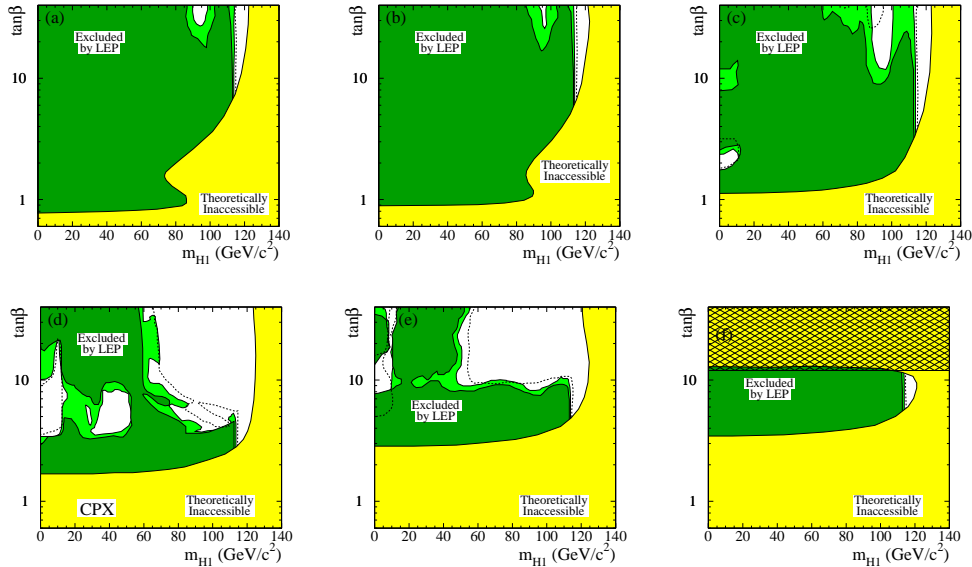 tanβ
(a)
Excluded
by LEP
10
1
Theoretically
Inaccessible
0 20 40 60 80 100 120 140
m_H1 (GeV/c²)
tanβ
(b)
Excluded
by LEP
10
1
Theoretically
Inaccessible
0 20 40 60 80 100 120 140
m_H1 (GeV/c²)
tanβ
(c)
Excluded
by LEP
10
1
Theoretically
Inaccessible
0 20 40 60 80 100 120 140
m_H1 (GeV/c²)
tanβ
(d)
Excluded
by LEP
10
1
CPX
Theoretically
Inaccessible
0 20 40 60 80 100 120 140
m_H1 (GeV/c²)
tanβ
(e)
10
Excluded
by LEP
1
Theoretically
Inaccessible
0 20 40 60 80 100 120 140
m_H1 (GeV/c²)
tanβ
(f)
10
Excluded
by LEP
1
Theoretically
Inaccessible
0 20 40 60 80 100 120 140
m_H1 (GeV/c²)